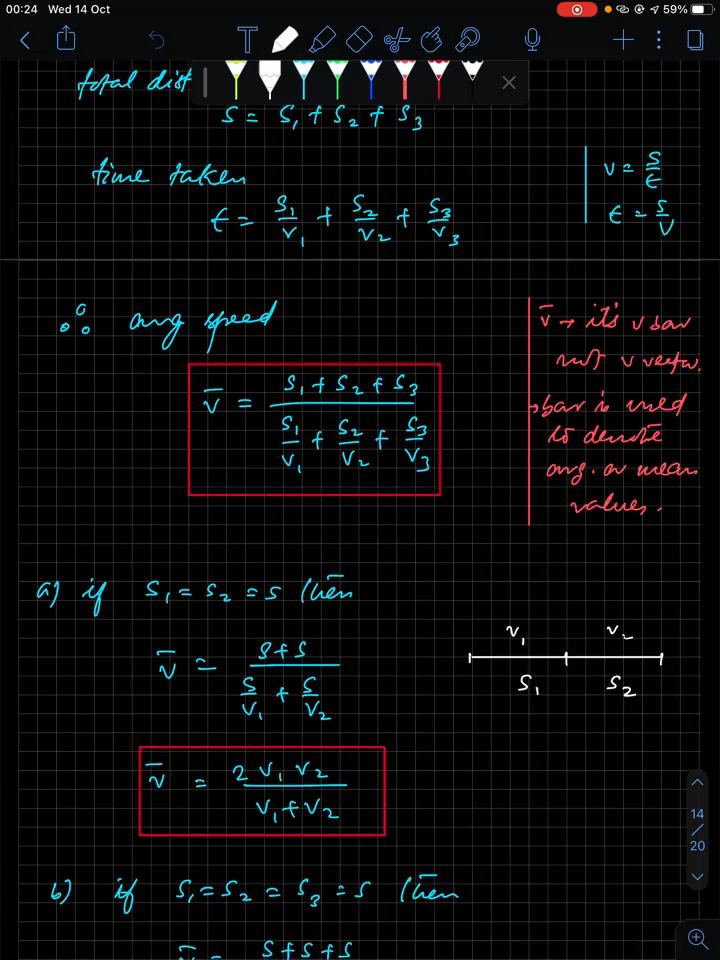 00:24 Wed 14 Oct 59%
total dist
S = S₁ + S₂ + S₃
time taken
t = S₁/V₁ + S₂/V₂ + S₃/V₃
v = S/t
t = S/V
∴ avg speed
v̄ = (S₁ + S₂ + S₃)/(S₁/V₁ + S₂/V₂ + S₃/V₃)
v̄ → it's v bar
not v vector.
→ bar is used
to denote
avg. or mean
values.
a) if S₁ = S₂ = S then
v̄ = (S + S)/(S/V₁ + S/V₂)
v₁ v₂
S₁ S₂
v̄ = 2 V₁ V₂/(V₁ + V₂)
14
/
20
b) if S₁ = S₂ = S₃ = S then
v̄ = S + S + S